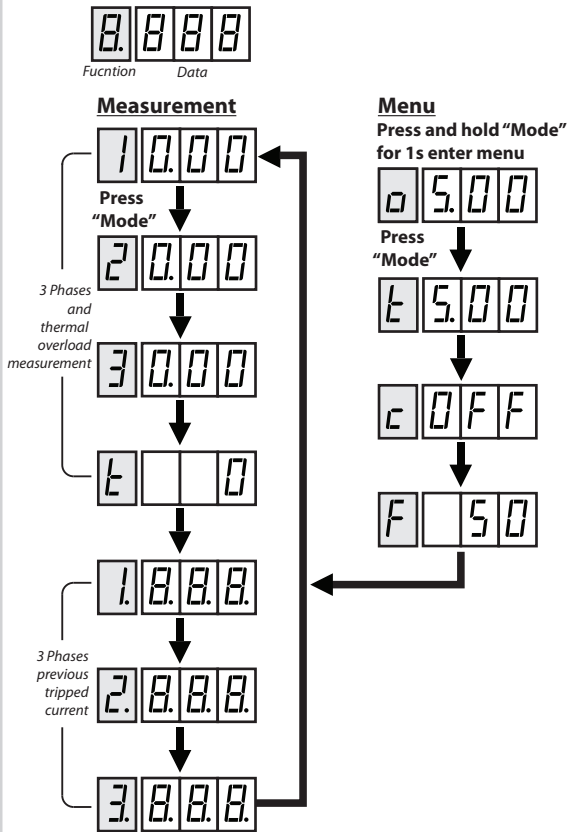 8.888
Fucntion Data
Measurement
1 0.00
Press
"Mode"
2 0.00
3 0.00
t 0
3 Phases
and
thermal
overload
measurement
1. 8.8.8.
2. 8.8.8.
3. 8.8.8.
3 Phases
previous
tripped
current
Menu
Press and hold "Mode"
for 1s enter menu
o 5.00
Press
"Mode"
t 5.00
c OFF
F 50